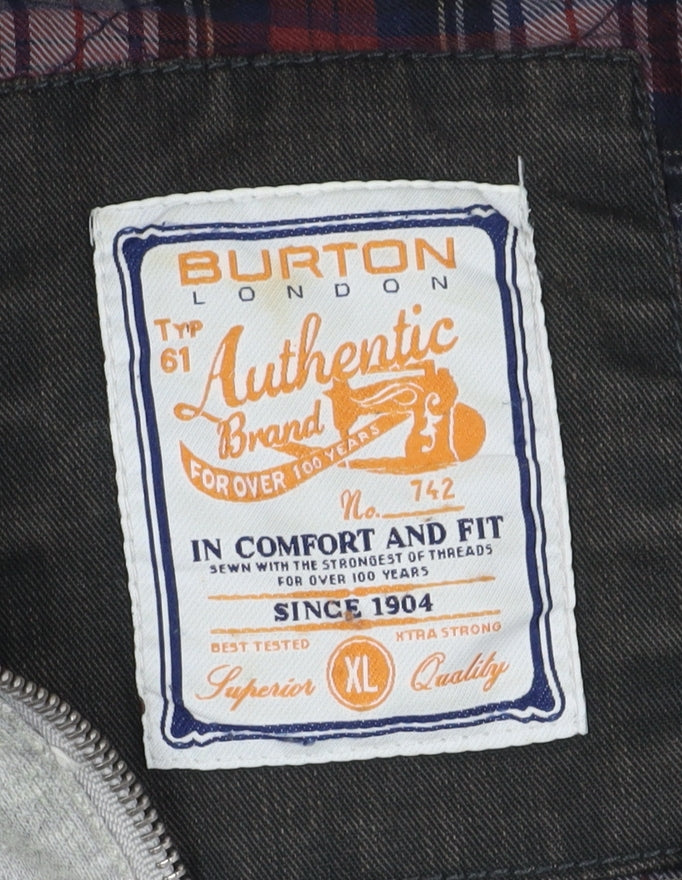 BURTON
LONDON
TYP
61
Authentic
Brand
FOR OVER 100 YEARS
No. 742
IN COMFORT AND FIT
SEWN WITH THE STRONGEST OF THREADS
FOR OVER 100 YEARS
SINCE 1904
BEST TESTED XTRA STRONG
Superior XL Quality